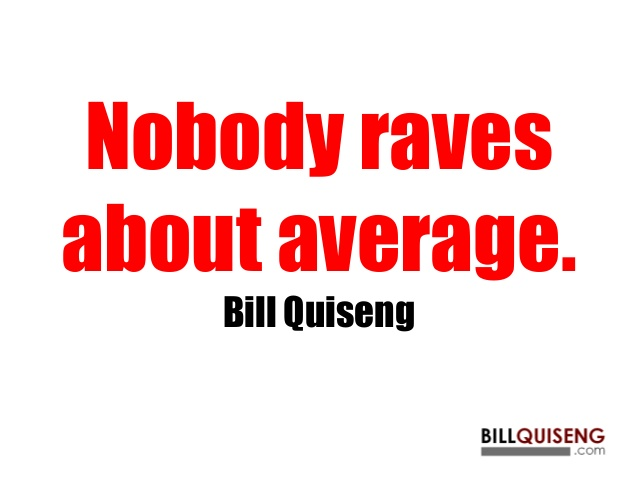 Nobody raves
about average.
Bill Quiseng
BILLQUISENG
.com